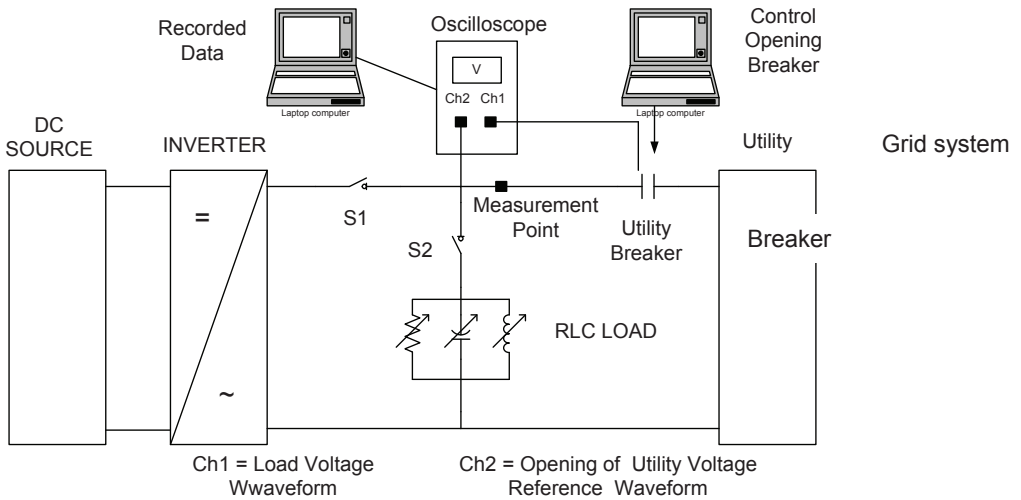 Recorded
Data
Oscilloscope
Control
Opening
Breaker
V
Ch2 Ch1
Laptop computer
Laptop computer
DC
SOURCE
INVERTER
Utility
Grid system
=
S1
Measurement
Point
Utility
Breaker
Breaker
S2
RLC LOAD
~
Ch1 = Load Voltage
Wwaveform
Ch2 = Opening of Utility Voltage
Reference Waveform